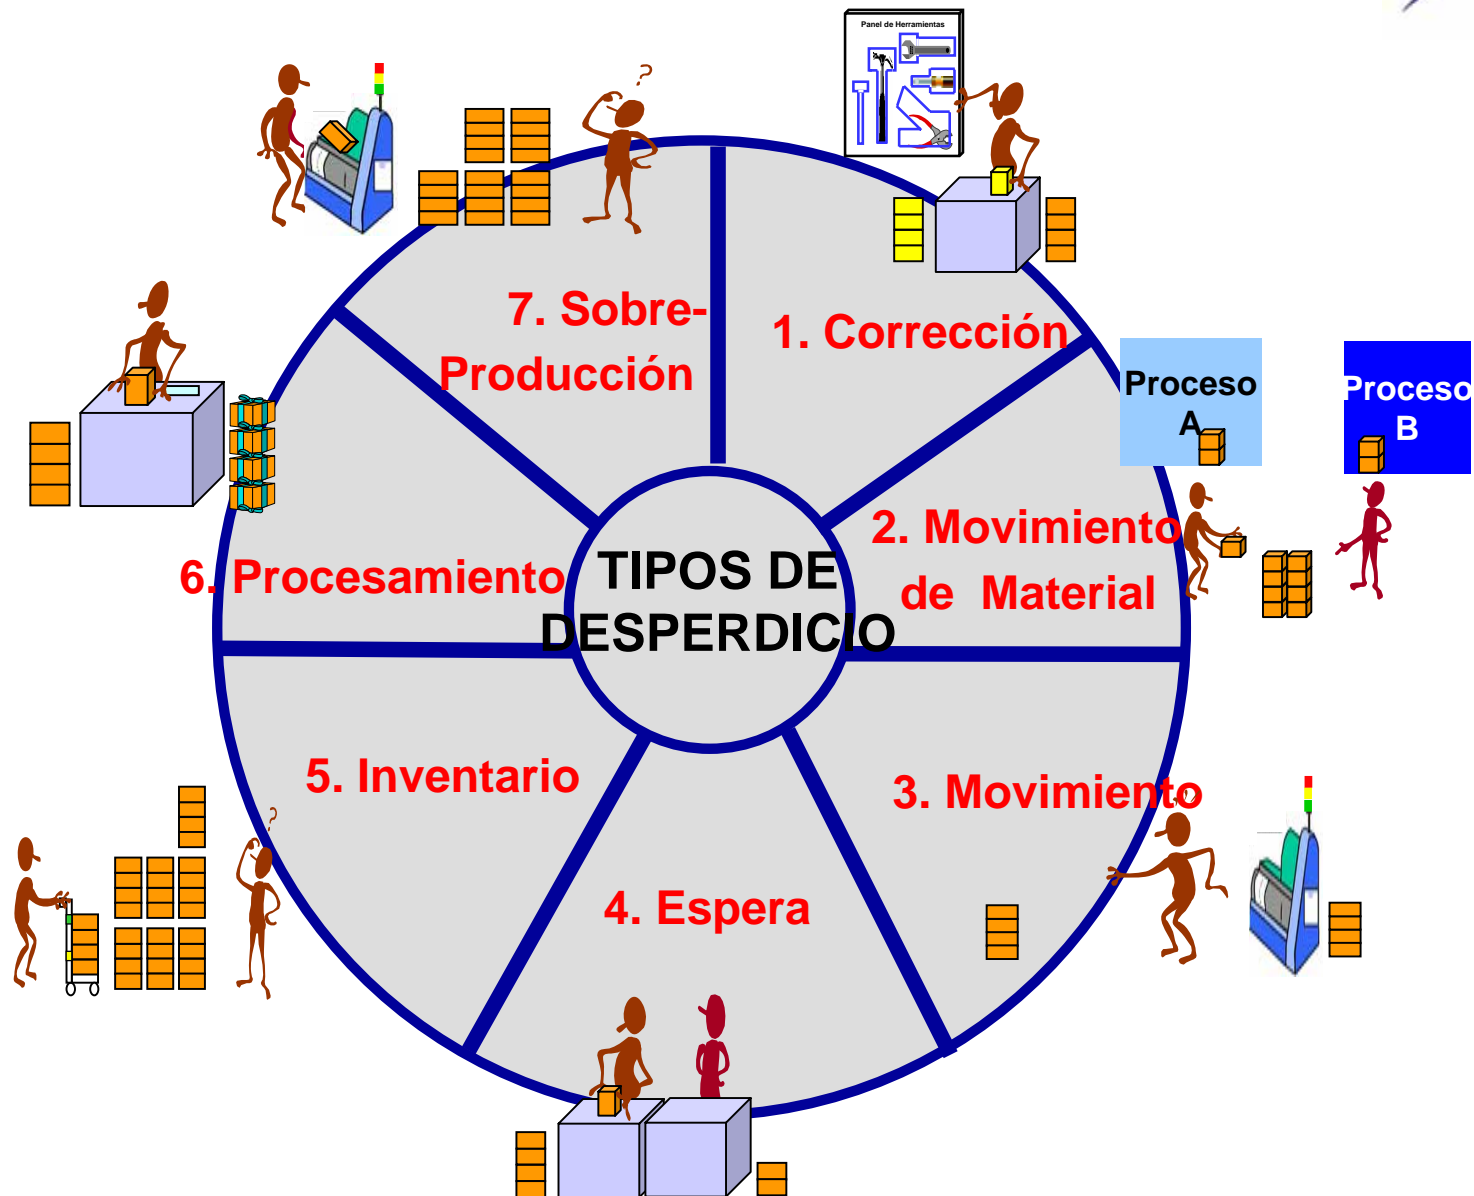 Panel de Herramientas
7. Sobre-
Producción
1. Corrección
Proceso
A
Proceso
B
2. Movimiento
de Material
6. Procesamiento
TIPOS DE
DESPERDICIO
5. Inventario
3. Movimiento
4. Espera
?
?